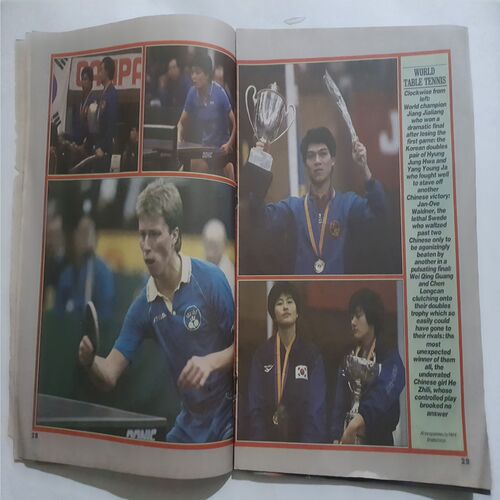 COMPA
DONIC
DONIC
18
WORLD
TABLE TENNIS
Clockwise from
left:
World champion
Jiang Jialiang
who won a
dramatic final
after losing the
first game: the
Korean doubles
pair of Hyung
Jung Hwa and
Yang Young Ja
who fought well
to stave off
another
Chinese victory:
Jan-Ove
Waldner, the
lethal Swede
who waltzed
past two
Chinese only to
be agonizingly
beaten by
another in a
pulsating final:
Wei Qing Guang
and Chen
Longcan
clutching onto
their doubles
trophy which so
easily could
have gone to
their rivals: the
most
unexpected
winner of them
all, the
underrated
Chinese girl He
Zhili, whose
controlled play
brooked no
answer
29